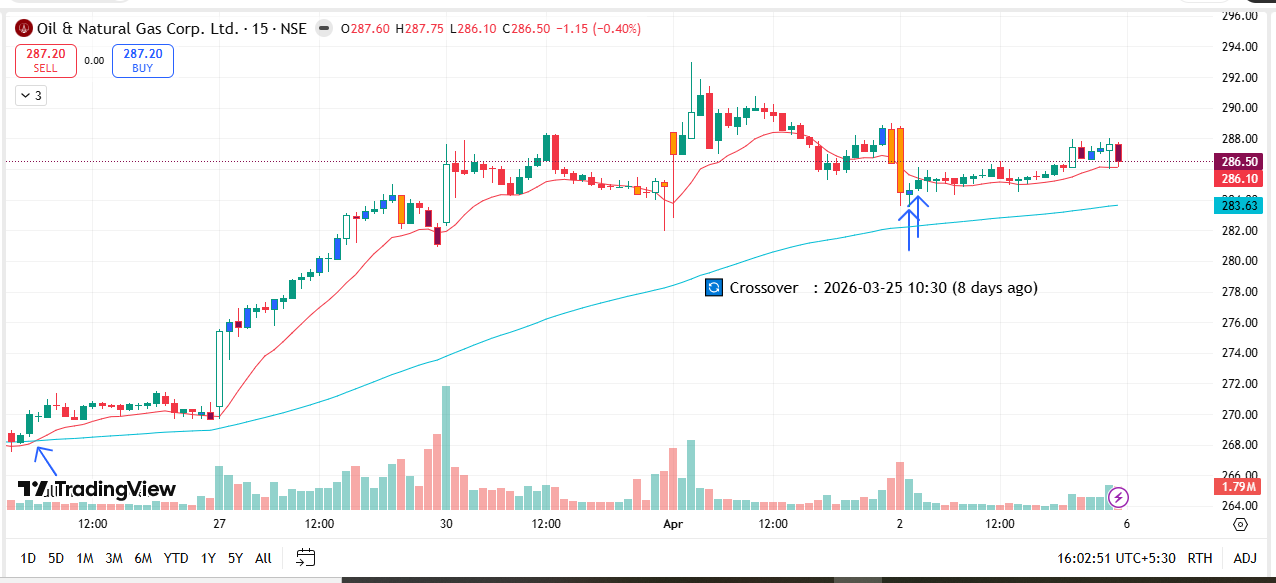 Oil & Natural Gas Corp. Ltd. · 15 · NSE O287.60 H287.75 L286.10 C286.50 −1.15 (−0.40%)
287.20 SELL 0.00 287.20 BUY
3
296.00
294.00
292.00
290.00
288.00
286.50
286.10
283.63
282.00
280.00
278.00
Crossover : 2026-03-25 10:30 (8 days ago)
276.00
274.00
272.00
270.00
268.00
266.00
1.79M
264.00
TradingView
12:00 27 12:00 30 12:00 Apr 12:00 2 12:00 6
1D 5D 1M 3M 6M YTD 1Y 5Y All 16:02:51 UTC+5:30 RTH ADJ